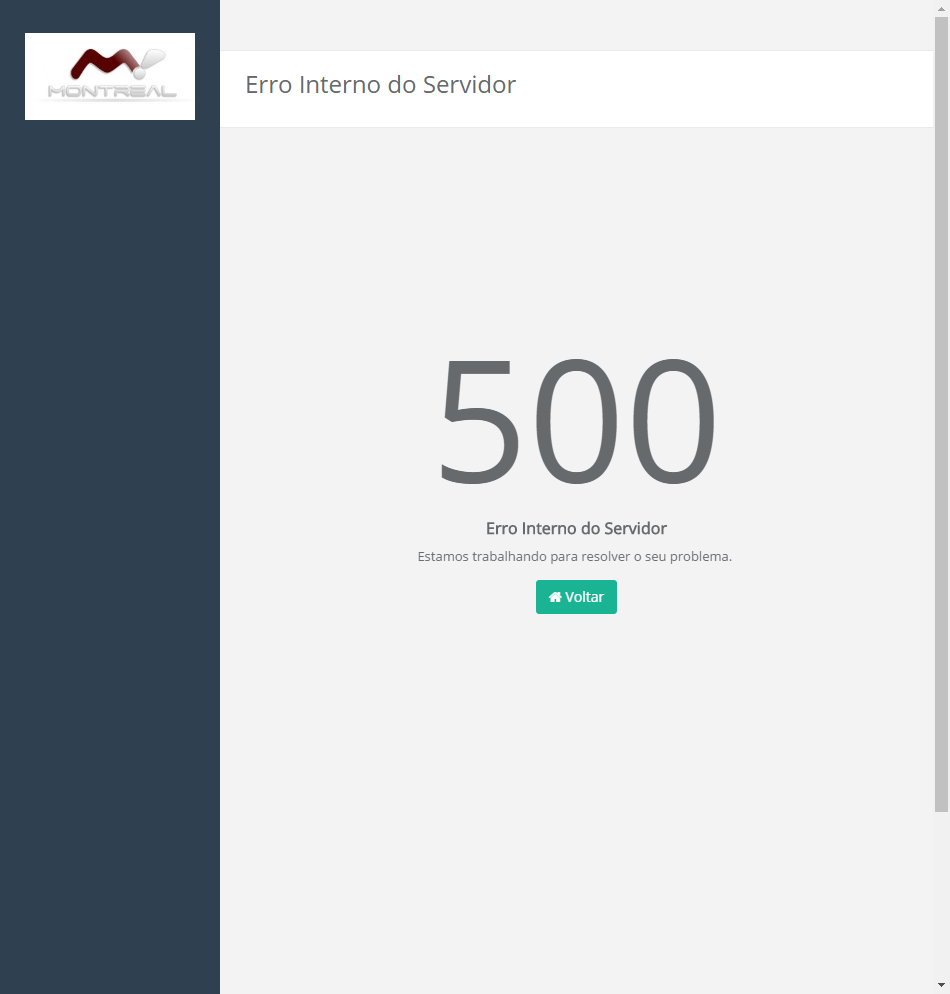 MONTREAL
Erro Interno do Servidor
500
Erro Interno do Servidor
Estamos trabalhando para resolver o seu problema.
Voltar